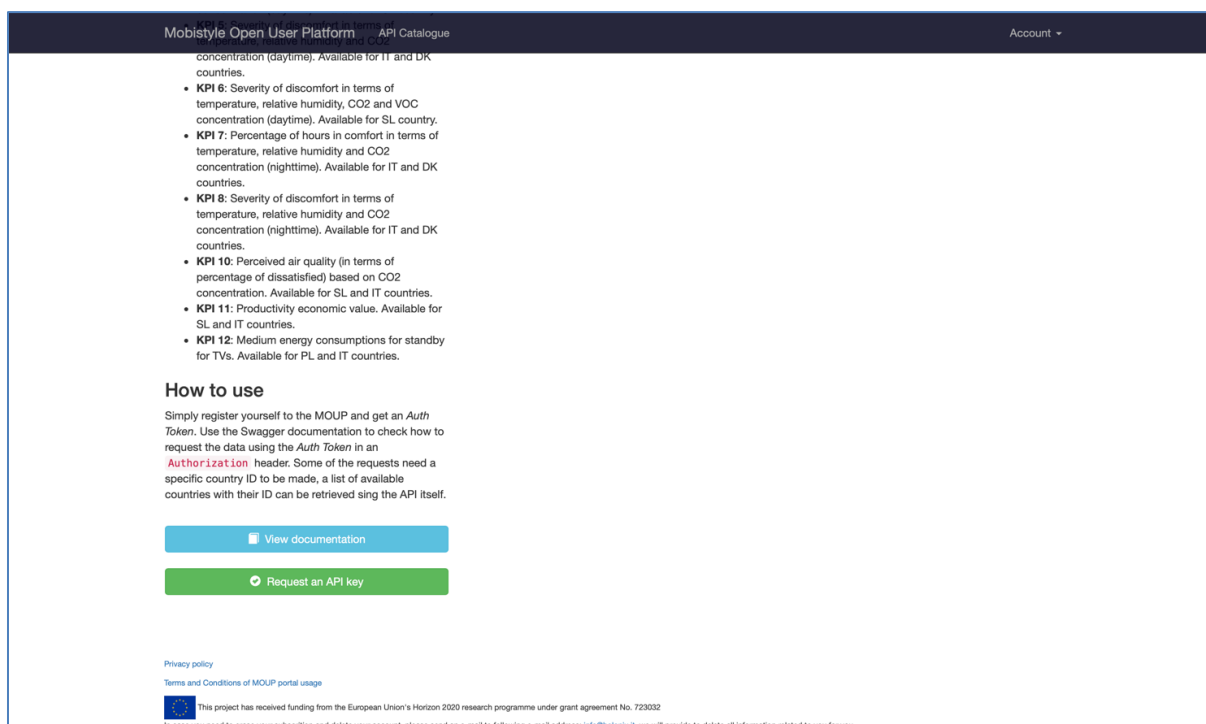 KPI 5: Severity of discomfort in terms of
Mobistyle Open User Platform API Catalogue Account
temperature, relative humidity and CO2
concentration (daytime). Available for IT and DK
countries.
KPI 6: Severity of discomfort in terms of
temperature, relative humidity, CO2 and VOC
concentration (daytime). Available for SL country.
KPI 7: Percentage of hours in comfort in terms of
temperature, relative humidity and CO2
concentration (nighttime). Available for IT and DK
countries.
KPI 8: Severity of discomfort in terms of
temperature, relative humidity and CO2
concentration (nighttime). Available for IT and DK
countries.
KPI 10: Perceived air quality (in terms of
percentage of dissatisfied) based on CO2
concentration. Available for SL and IT countries.
KPI 11: Productivity economic value. Available for
SL and IT countries.
KPI 12: Medium energy consumptions for standby
for TVs. Available for PL and IT countries.
How to use
Simply register yourself to the MOUP and get an Auth
Token. Use the Swagger documentation to check how to
request the data using the Auth Token in an
Authorization header. Some of the requests need a
specific country ID to be made, a list of available
countries with their ID can be retrieved sing the API itself.
View documentation
Request an API key
Privacy policy
Terms and Conditions of MOUP portal usage
This project has received funding from the European Union's Horizon 2020 research programme under grant agreement No. 723032